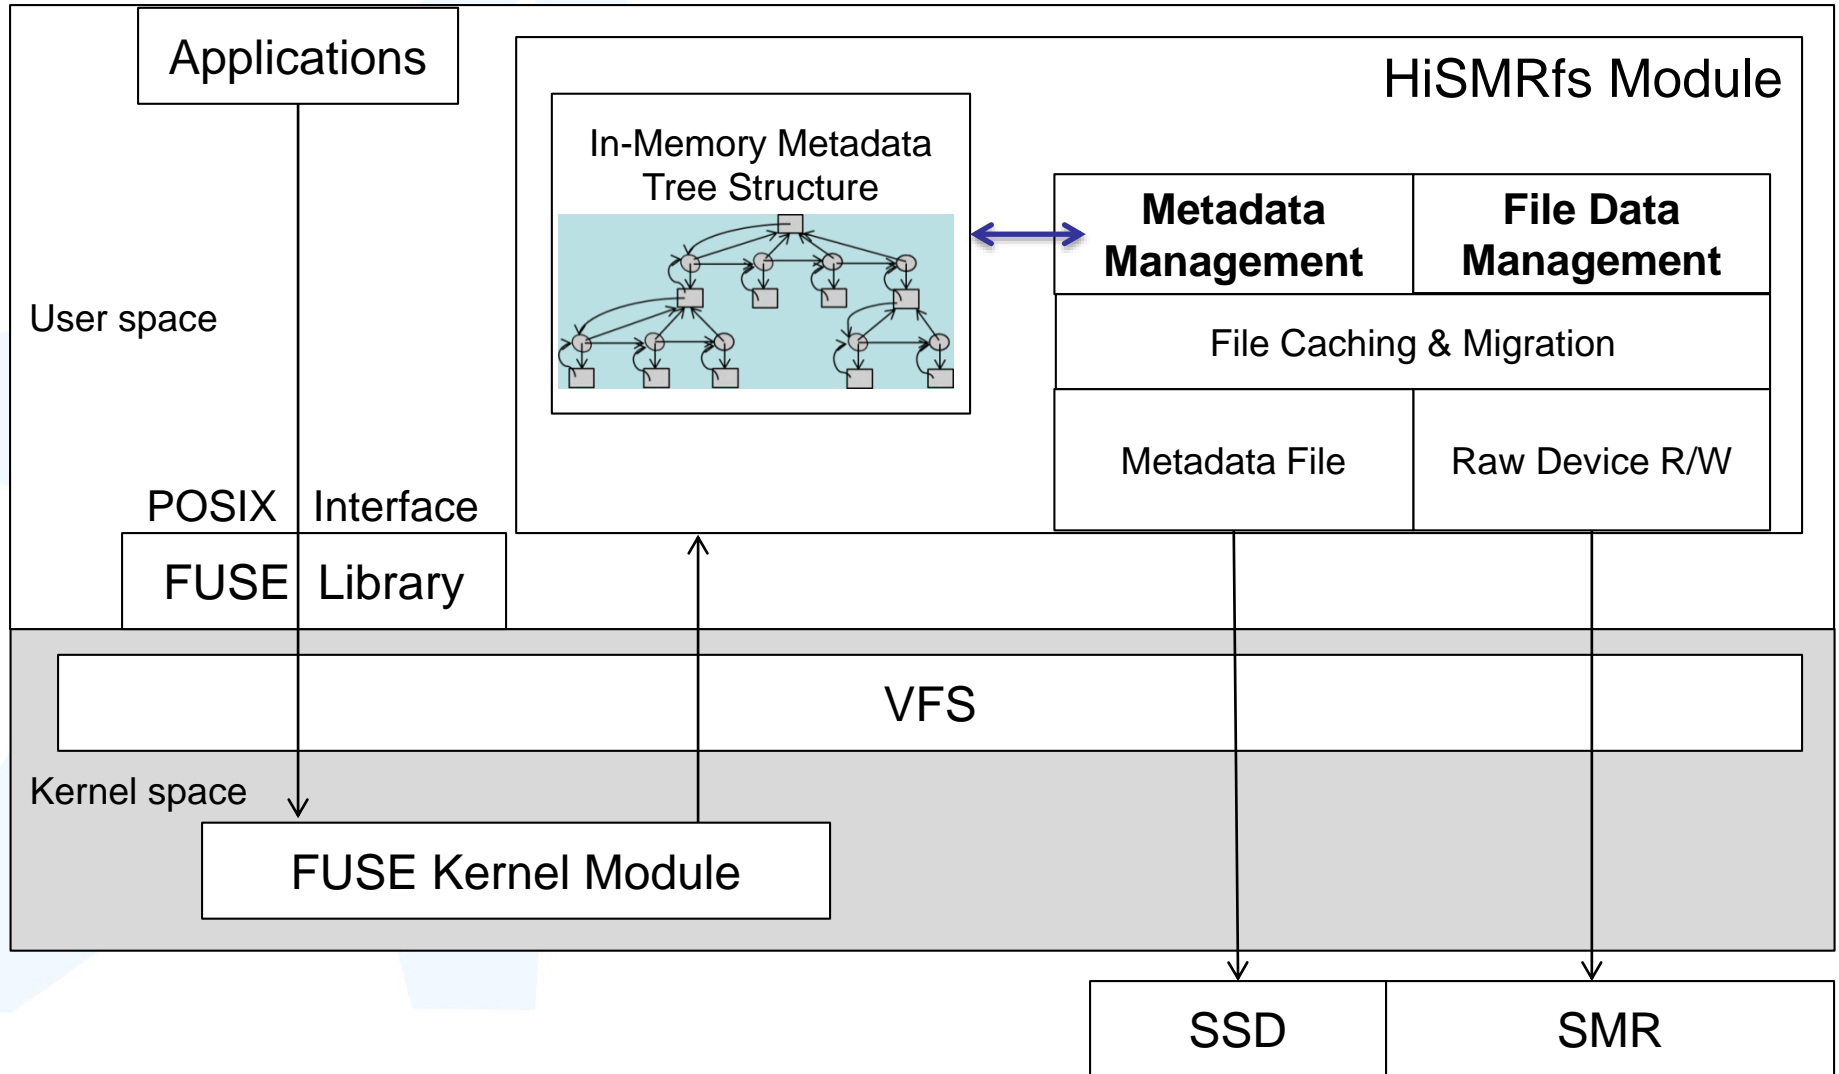 Applications
HiSMRfs Module
In-Memory Metadata
Tree Structure
Metadata
Management
File Data
Management
User space
File Caching & Migration
Metadata File
Raw Device R/W
POSIX Interface
FUSE Library
VFS
Kernel space
FUSE Kernel Module
SSD
SMR